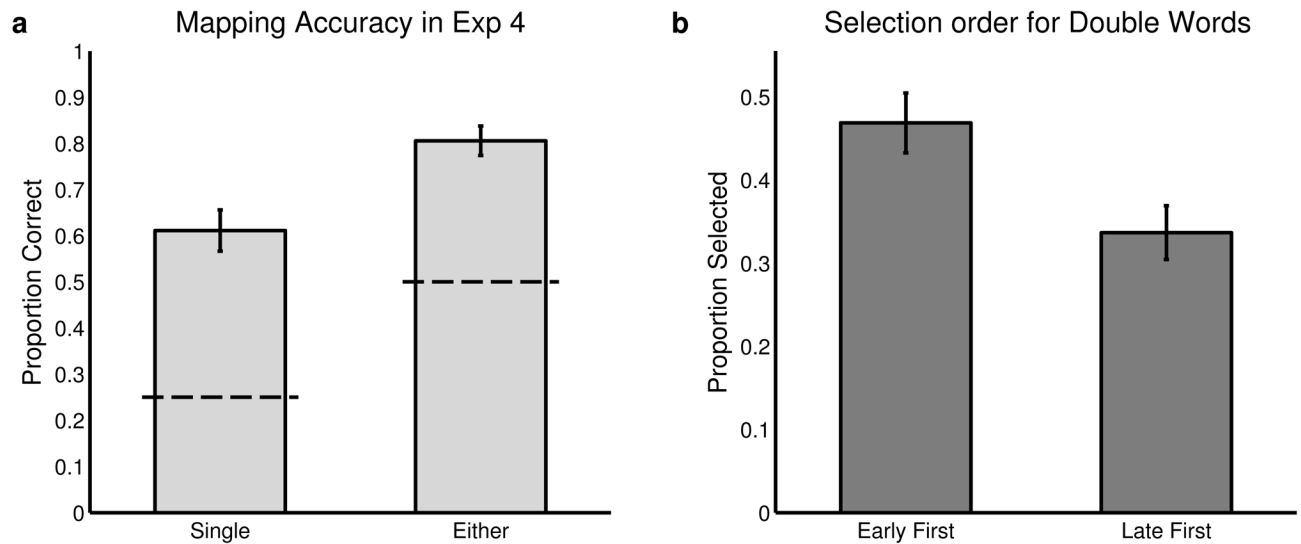 a
Mapping Accuracy in Exp 4
Proportion Correct
1
0.9
0.8
0.7
0.6
0.5
0.4
0.3
0.2
0.1
0
Single
Either
b
Selection order for Double Words
Proportion Selected
0.5
0.4
0.3
0.2
0.1
0
Early First
Late First